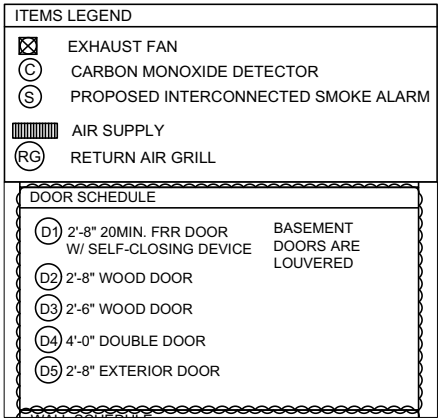 ITEMS LEGEND
EXHAUST FAN
C CARBON MONOXIDE DETECTOR
S PROPOSED INTERCONNECTED SMOKE ALARM
AIR SUPPLY
RG RETURN AIR GRILL
DOOR SCHEDULE
D1 2'-8" 20MIN. FRR DOOR
W/ SELF-CLOSING DEVICE
BASEMENT
DOORS ARE
LOUVERED
D2 2'-8" WOOD DOOR
D3 2'-6" WOOD DOOR
D4 4'-0" DOUBLE DOOR
D5 2'-8" EXTERIOR DOOR
WALL SCHEDULE